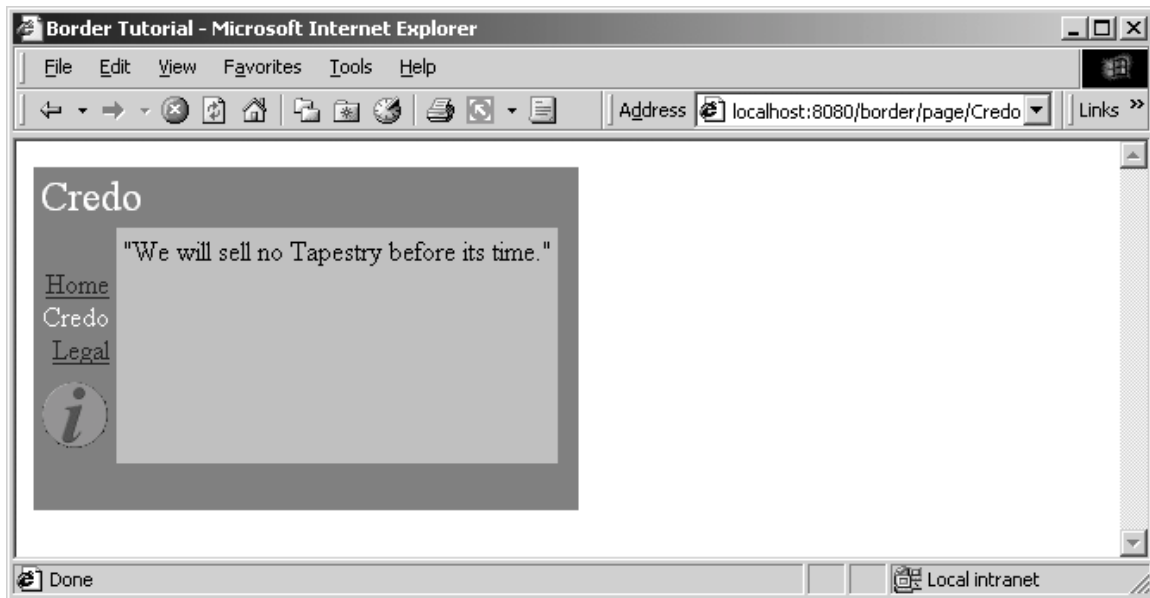 Border Tutorial - Microsoft Internet Explorer
File Edit View Favorites Tools Help
Address localhost:8080/border/page/Credo Links »
Credo
"We will sell no Tapestry before its time."
Home
Credo
Legal
i
Done Local intranet